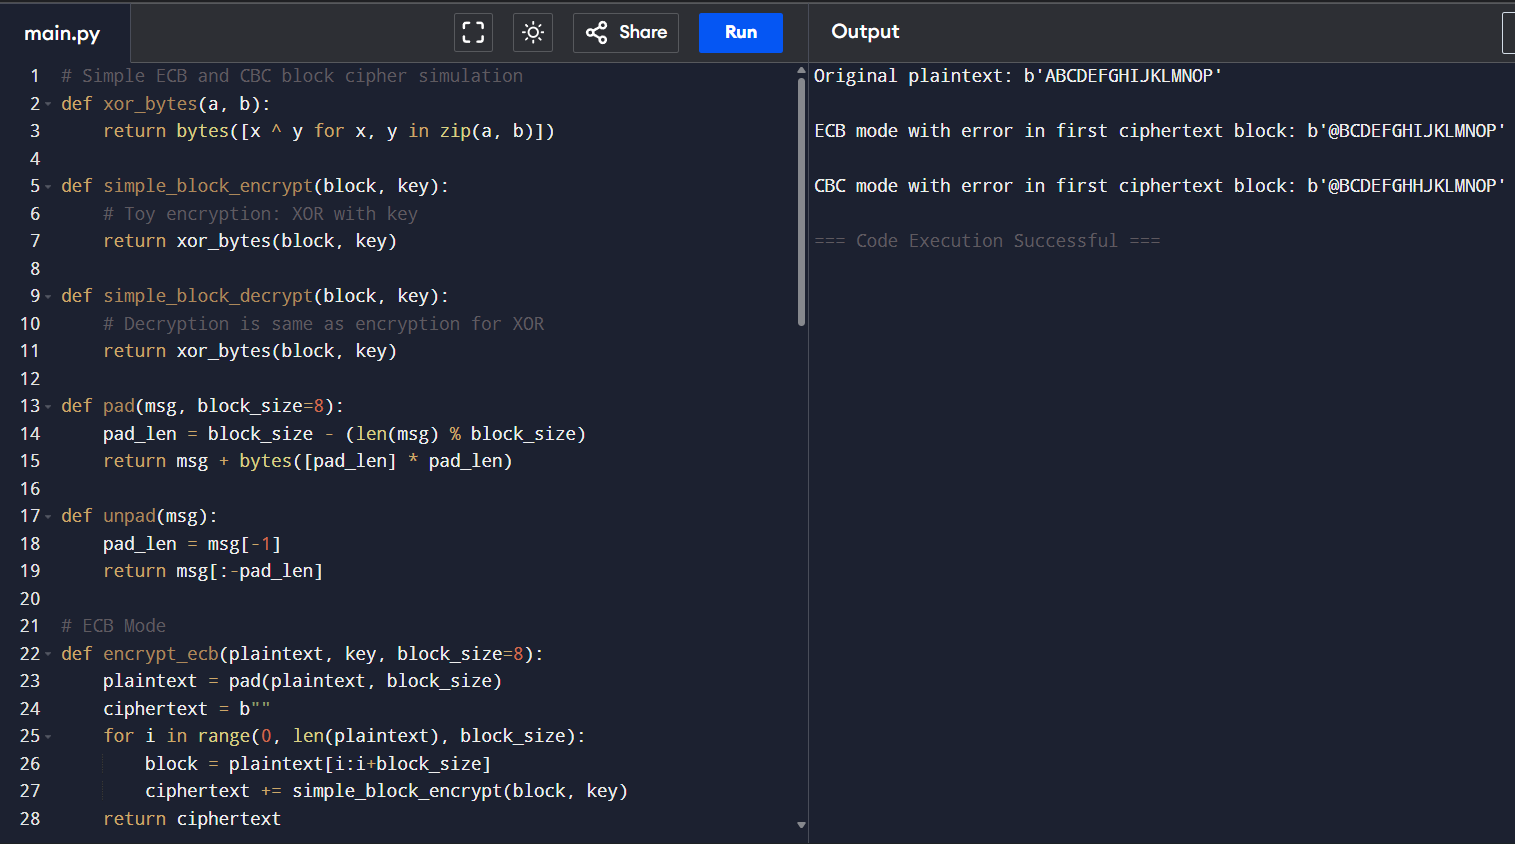 main.py
Share
Run
Output
1 # Simple ECB and CBC block cipher simulation
2 def xor_bytes(a, b):
3     return bytes([x ^ y for x, y in zip(a, b)])
4
5 def simple_block_encrypt(block, key):
6     # Toy encryption: XOR with key
7     return xor_bytes(block, key)
8
9 def simple_block_decrypt(block, key):
10     # Decryption is same as encryption for XOR
11     return xor_bytes(block, key)
12
13 def pad(msg, block_size=8):
14     pad_len = block_size - (len(msg) % block_size)
15     return msg + bytes([pad_len] * pad_len)
16
17 def unpad(msg):
18     pad_len = msg[-1]
19     return msg[:-pad_len]
20
21 # ECB Mode
22 def encrypt_ecb(plaintext, key, block_size=8):
23     plaintext = pad(plaintext, block_size)
24     ciphertext = b""
25     for i in range(0, len(plaintext), block_size):
26         block = plaintext[i:i+block_size]
27         ciphertext += simple_block_encrypt(block, key)
28     return ciphertext
Original plaintext: b'ABCDEFGHIJKLMNOP'
ECB mode with error in first ciphertext block: b'@BCDEFGHIJKLMNOP'
CBC mode with error in first ciphertext block: b'@BCDEFGHHJKLMNOP'
=== Code Execution Successful ===